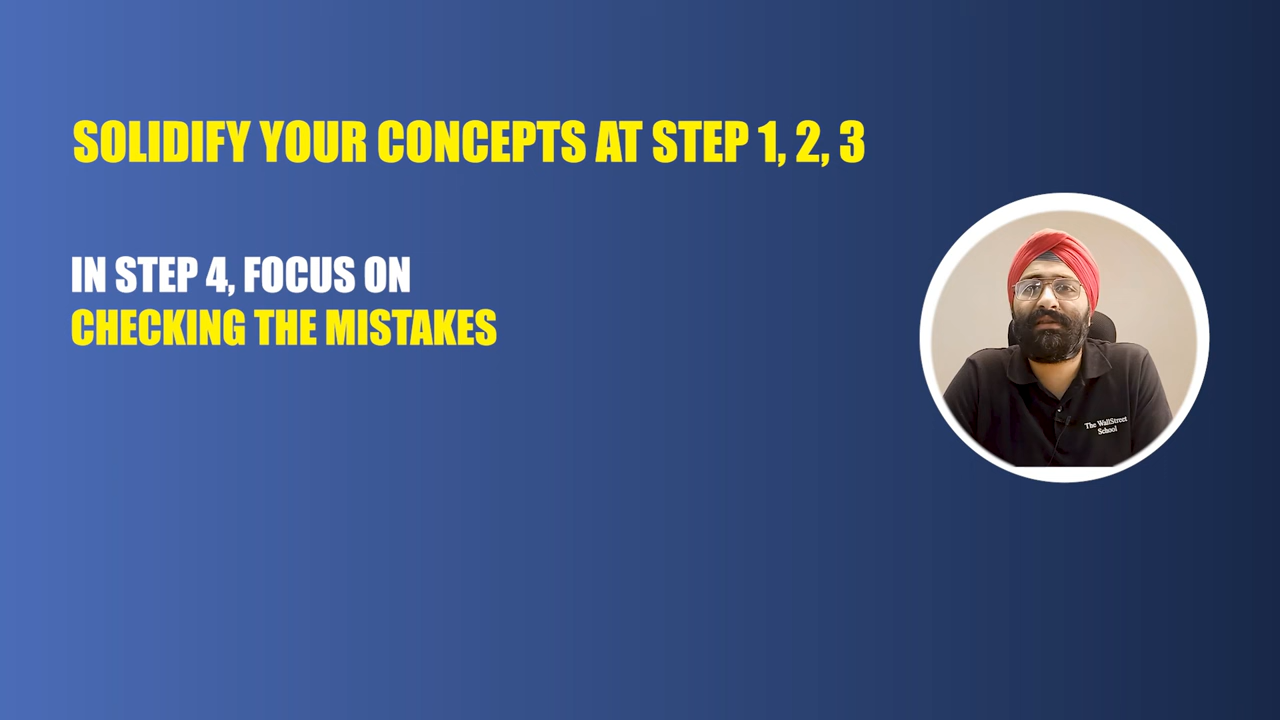 SOLIDIFY YOUR CONCEPTS AT STEP 1, 2, 3
IN STEP 4, FOCUS ON
CHECKING THE MISTAKES
The WallStreet
School